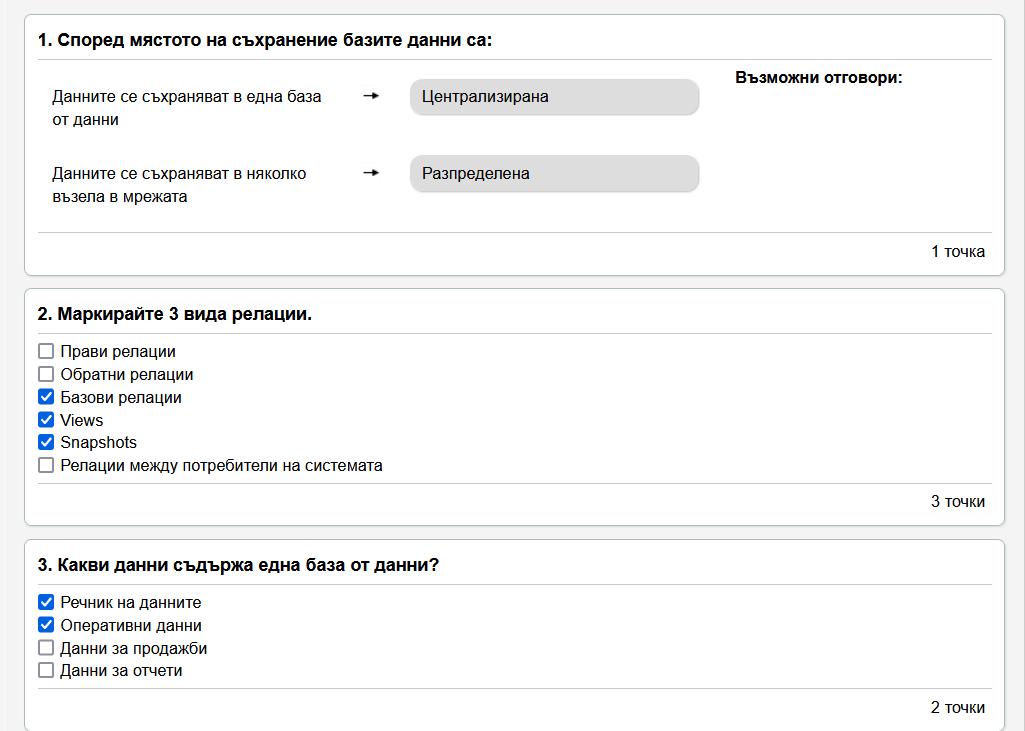 1. Според мястото на съхранение базите данни са:
Възможни отговори:
Данните се съхраняват в една база
от данни
Централизирана
Данните се съхраняват в няколко
възела в мрежата
Разпределена
1 точка
2. Маркирайте 3 вида релации.
Прави релации
Обратни релации
Базови релации
Views
Snapshots
Релации между потребители на системата
3 точки
3. Какви данни съдържа една база от данни?
Речник на данните
Оперативни данни
Данни за продажби
Данни за отчети
2 точки